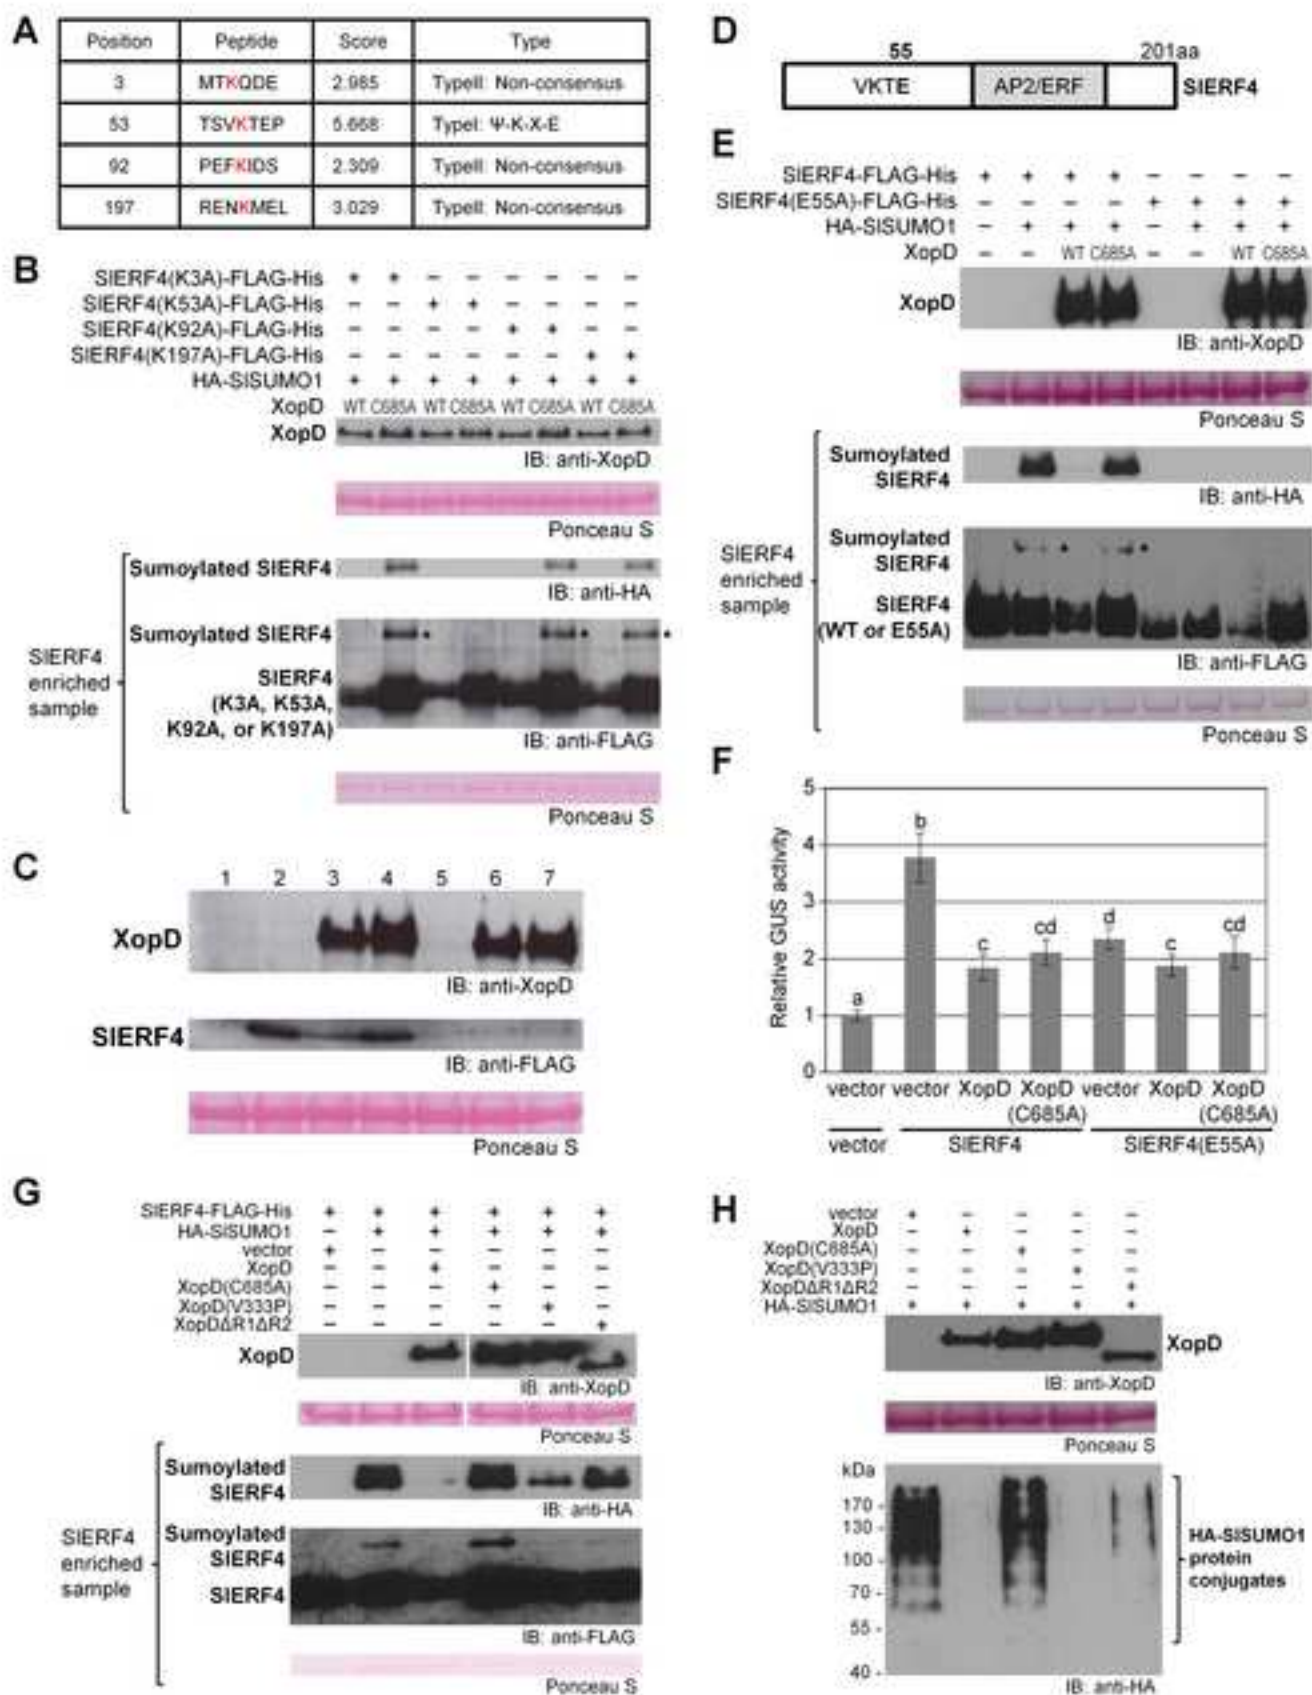 A
Position Peptide Score Type
3 MTKQDE 2.985 TypeII: Non-consensus
53 TSVKTEP 5.668 TypeI: Ψ-K-X-E
92 PEFKIDS 2.309 TypeII: Non-consensus
197 RENKMEL 3.029 TypeII: Non-consensus
B
SlERF4(K3A)-FLAG-His + + − − − − − −
SlERF4(K53A)-FLAG-His − − + + − − − −
SlERF4(K92A)-FLAG-His − − − − + + − −
SlERF4(K197A)-FLAG-His − − − − − − + +
HA-SlSUMO1 + + + + + + + +
XopD WT C685A WT C685A WT C685A WT C685A
XopD
IB: anti-XopD
Ponceau S
Sumoylated SlERF4
IB: anti-HA
Sumoylated SlERF4
SlERF4
(K3A, K53A,
K92A, or K197A)
IB: anti-FLAG
Ponceau S
SlERF4
enriched
sample
C
1 2 3 4 5 6 7
XopD
IB: anti-XopD
SlERF4
IB: anti-FLAG
Ponceau S
D
55 201aa
VKTE AP2/ERF SlERF4
E
SlERF4-FLAG-His + + + + − − − −
SlERF4(E55A)-FLAG-His − − − − + + + +
HA-SlSUMO1 − + + + − + + +
XopD − − WT C685A − − WT C685A
XopD
IB: anti-XopD
Ponceau S
Sumoylated
SlERF4
IB: anti-HA
Sumoylated
SlERF4
SlERF4
(WT or E55A)
IB: anti-FLAG
Ponceau S
SlERF4
enriched
sample
F
Relative GUS activity
5
4
3
2
1
0
a b c cd d c cd
vector vector XopD XopD vector XopD XopD
(C685A) (C685A)
vector SlERF4 SlERF4(E55A)
G
SlERF4-FLAG-His + + + + + +
HA-SlSUMO1 − + + + + +
vector + − − − − −
XopD − − + − − −
XopD(C685A) − − − + − −
XopD(V333P) − − − − + −
XopDΔR1ΔR2 − − − − − +
XopD
IB: anti-XopD
Ponceau S
Sumoylated
SlERF4
IB: anti-HA
Sumoylated
SlERF4
SlERF4
IB: anti-FLAG
Ponceau S
SlERF4
enriched
sample
H
vector + − − − −
XopD − + − − −
XopD(C685A) − − + − −
XopD(V333P) − − − + −
XopDΔR1ΔR2 − − − − +
HA-SlSUMO1 + + + + +
XopD
IB: anti-XopD
Ponceau S
kDa
170
130
100
70
55
40
HA-SlSUMO1
protein
conjugates
IB: anti-HA